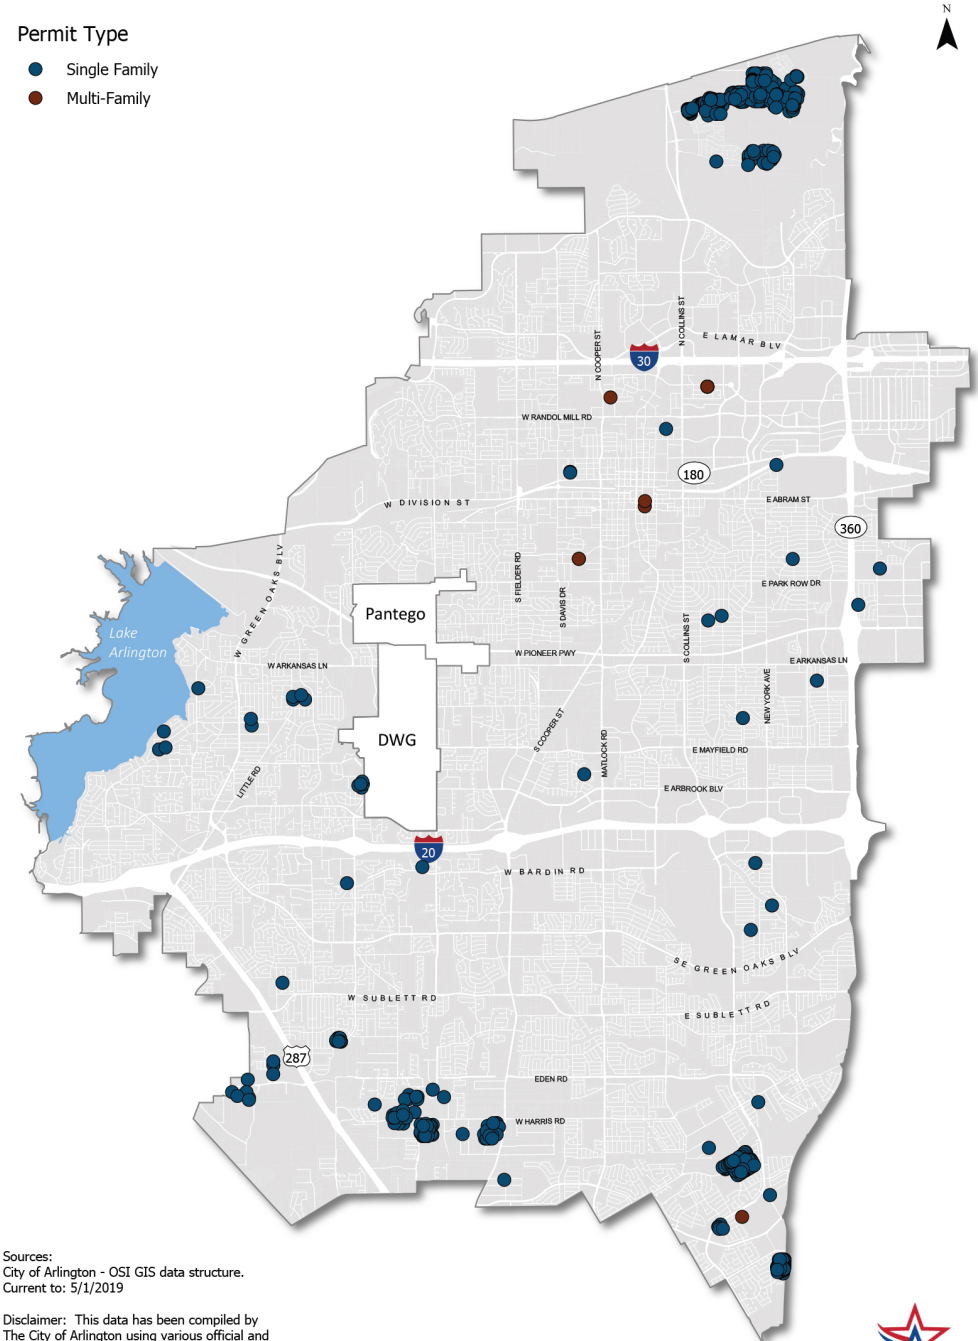 N
Permit Type
Single Family
Multi-Family
N COLLINS ST
E LAMAR BLV
N COOPER ST
30
W RANDOL MILL RD
180
W DIVISION ST
E ABRAM ST
360
W GREEN OAKS BLV
S FIELDER RD
E PARK ROW DR
S DAVIS DR
Pantego
S COLLINS ST
Lake
Arlington
W PIONEER PWY
W ARKANSAS LN
E ARKANSAS LN
NEW YORK AVE
S COOPER ST
DWG
MATLOCK RD
E MAYFIELD RD
LITTLE RD
E ARBROOK BLV
20
W BARDIN RD
SE GREEN OAKS BLV
W SUBLETT RD
E SUBLETT RD
287
EDEN RD
W HARRIS RD
Sources:
City of Arlington - OSI GIS data structure.
Current to: 5/1/2019
Disclaimer: This data has been compiled by
The City of Arlington using various official and